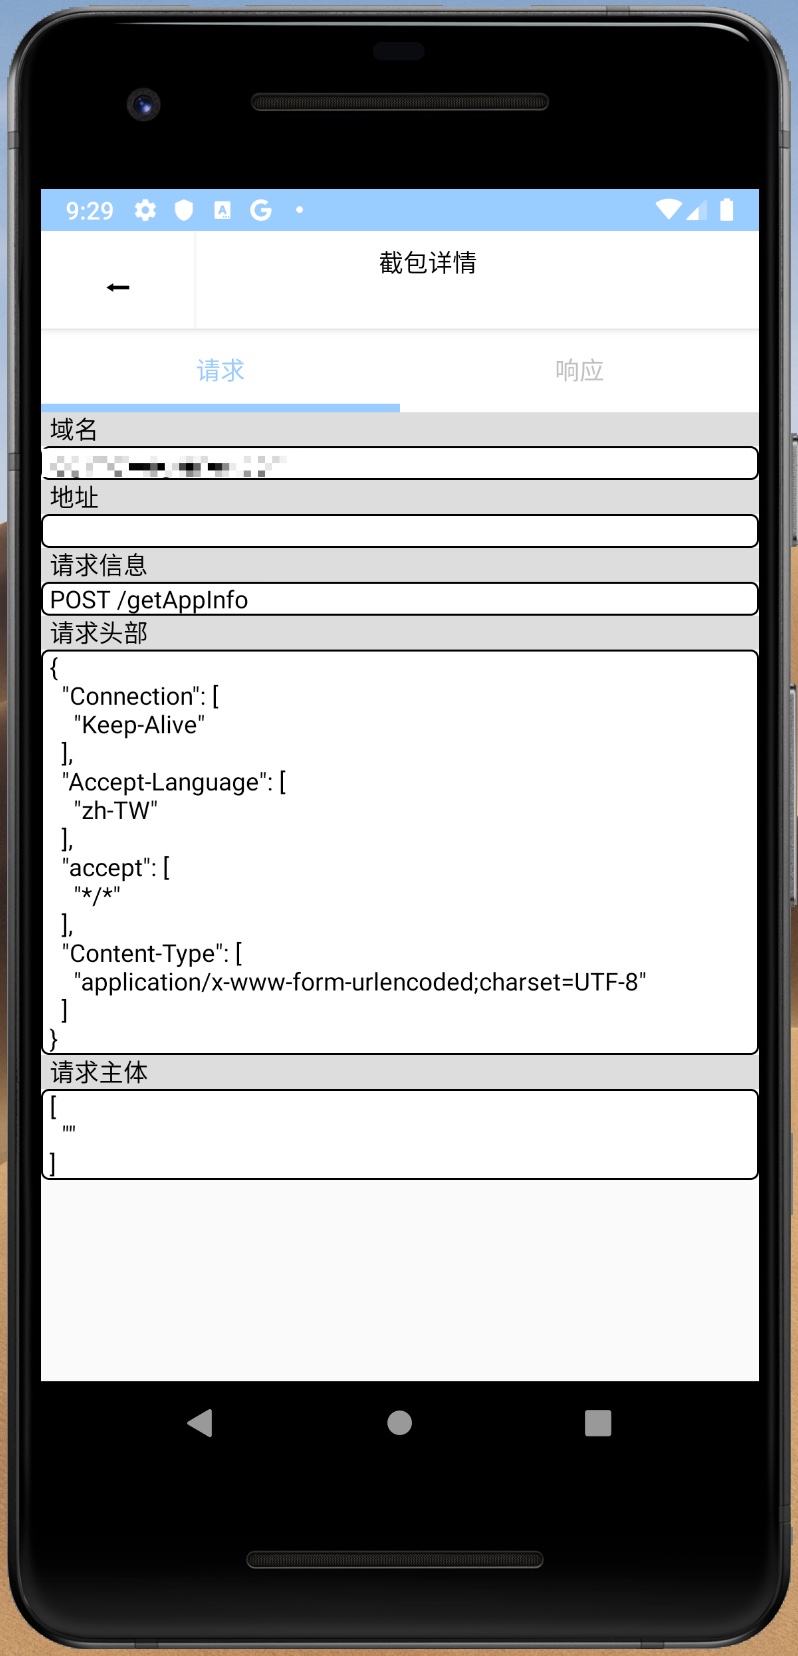 9:29
截包详情
请求
响应
域名
地址
请求信息
POST /getAppInfo
请求头部
{
"Connection": [
"Keep-Alive"
],
"Accept-Language": [
"zh-TW"
],
"accept": [
"*/*"
],
"Content-Type": [
"application/x-www-form-urlencoded;charset=UTF-8"
]
}
请求主体
[
""
]